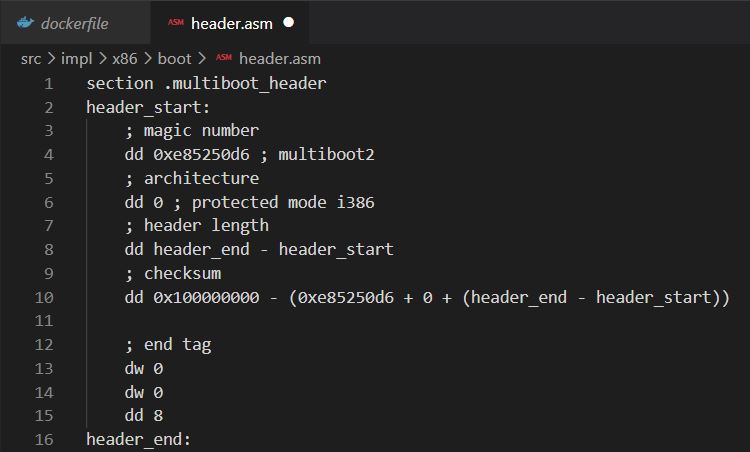 dockerfile ASM header.asm
src > impl > x86 > boot > ASM header.asm
1 section .multiboot_header
2 header_start:
3     ; magic number
4     dd 0xe85250d6 ; multiboot2
5     ; architecture
6     dd 0 ; protected mode i386
7     ; header length
8     dd header_end - header_start
9     ; checksum
10     dd 0x100000000 - (0xe85250d6 + 0 + (header_end - header_start))
11
12     ; end tag
13     dw 0
14     dw 0
15     dd 8
16 header_end: